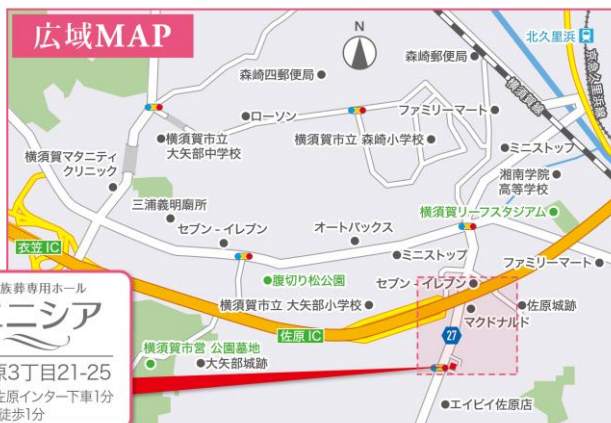 広域MAP
N
北久里浜
京急久里浜線
横須賀線
森崎郵便局
森崎四郵便局
ローソン
ファミリーマート
横須賀市立
大矢部中学校
横須賀市立 森崎小学校
ミニストップ
横須賀マタニティ
クリニック
湘南学院
高等学校
三浦義明廟所
横須賀リーフスタジアム
セブン-イレブン
オートバックス
衣笠IC
ミニストップ
ファミリーマート
腹切り松公園
セブン-イレブン
族葬専用ホール
ニシア
横須賀市立 大矢部小学校
佐原城跡
マクドナルド
佐原IC
27
横須賀市営 公園墓地
大矢部城跡
原3丁目21-25
佐原インター下車1分
徒歩1分
エイビイ佐原店